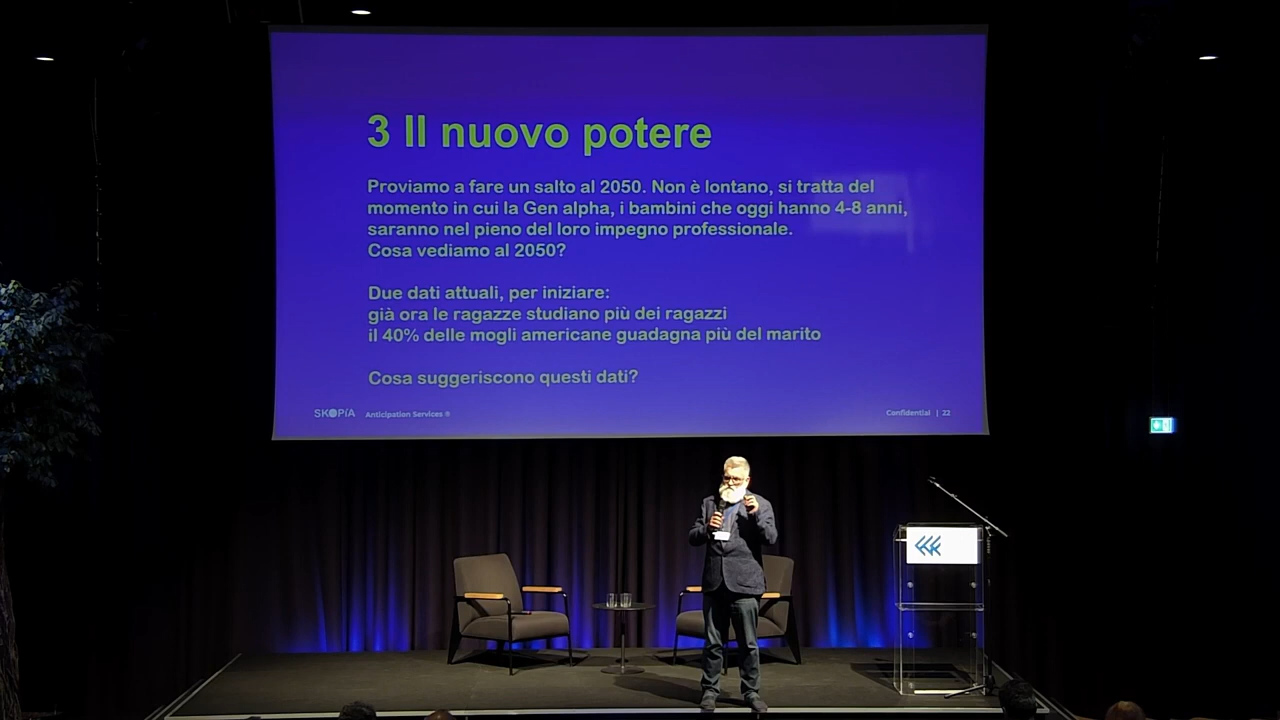 3 Il nuovo potere
Proviamo a fare un salto al 2050. Non è lontano, si tratta del
momento in cui la Gen alpha, i bambini che oggi hanno 4-8 anni,
saranno nel pieno del loro impegno professionale.
Cosa vediamo al 2050?
Due dati attuali, per iniziare:
già ora le ragazze studiano più dei ragazzi
il 40% delle mogli americane guadagna più del marito
Cosa suggeriscono questi dati?
SKOPÍA Anticipation Services ®
Confidential | 22